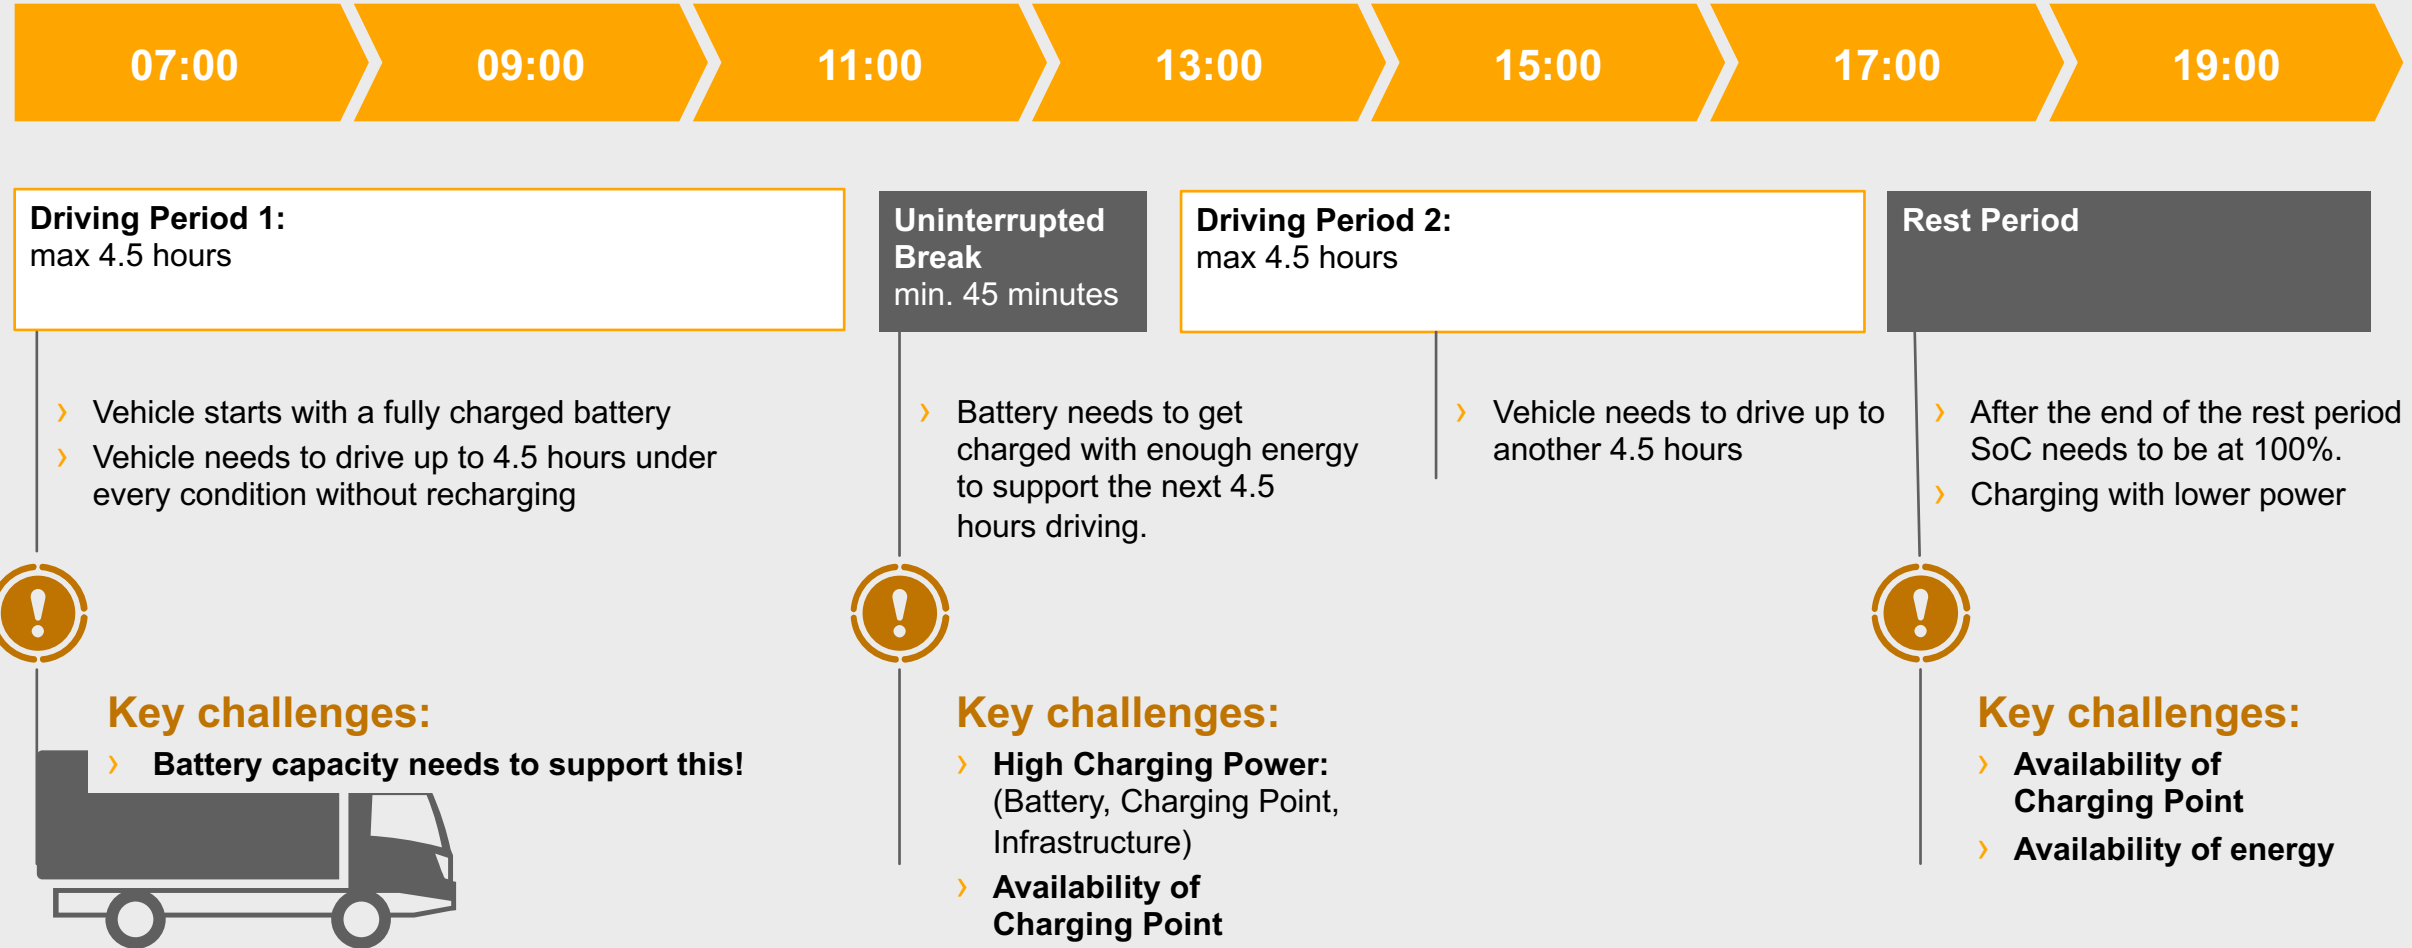 07:00
09:00
11:00
13:00
15:00
17:00
19:00
Driving Period 1:
max 4.5 hours
Uninterrupted
Break
min. 45 minutes
Driving Period 2:
max 4.5 hours
Rest Period
› Vehicle starts with a fully charged battery
› Vehicle needs to drive up to 4.5 hours under
every condition without recharging
› Battery needs to get
charged with enough energy
to support the next 4.5
hours driving.
› Vehicle needs to drive up to
another 4.5 hours
› After the end of the rest period
SoC needs to be at 100%.
› Charging with lower power
Key challenges:
› Battery capacity needs to support this!
Key challenges:
› High Charging Power:
(Battery, Charging Point,
Infrastructure)
› Availability of
Charging Point
Key challenges:
› Availability of
Charging Point
› Availability of energy